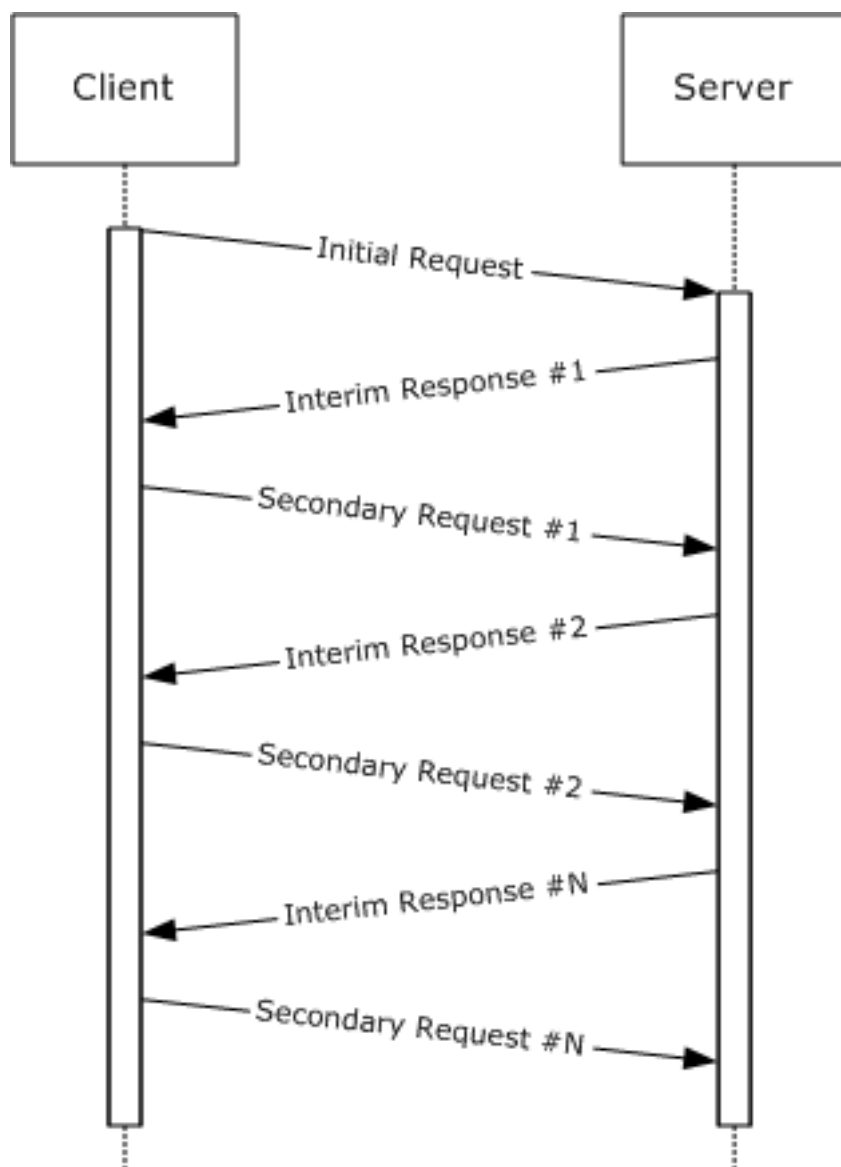 Client
Server
Initial Request
Interim Response #1
Secondary Request #1
Interim Response #2
Secondary Request #2
Interim Response #N
Secondary Request #N